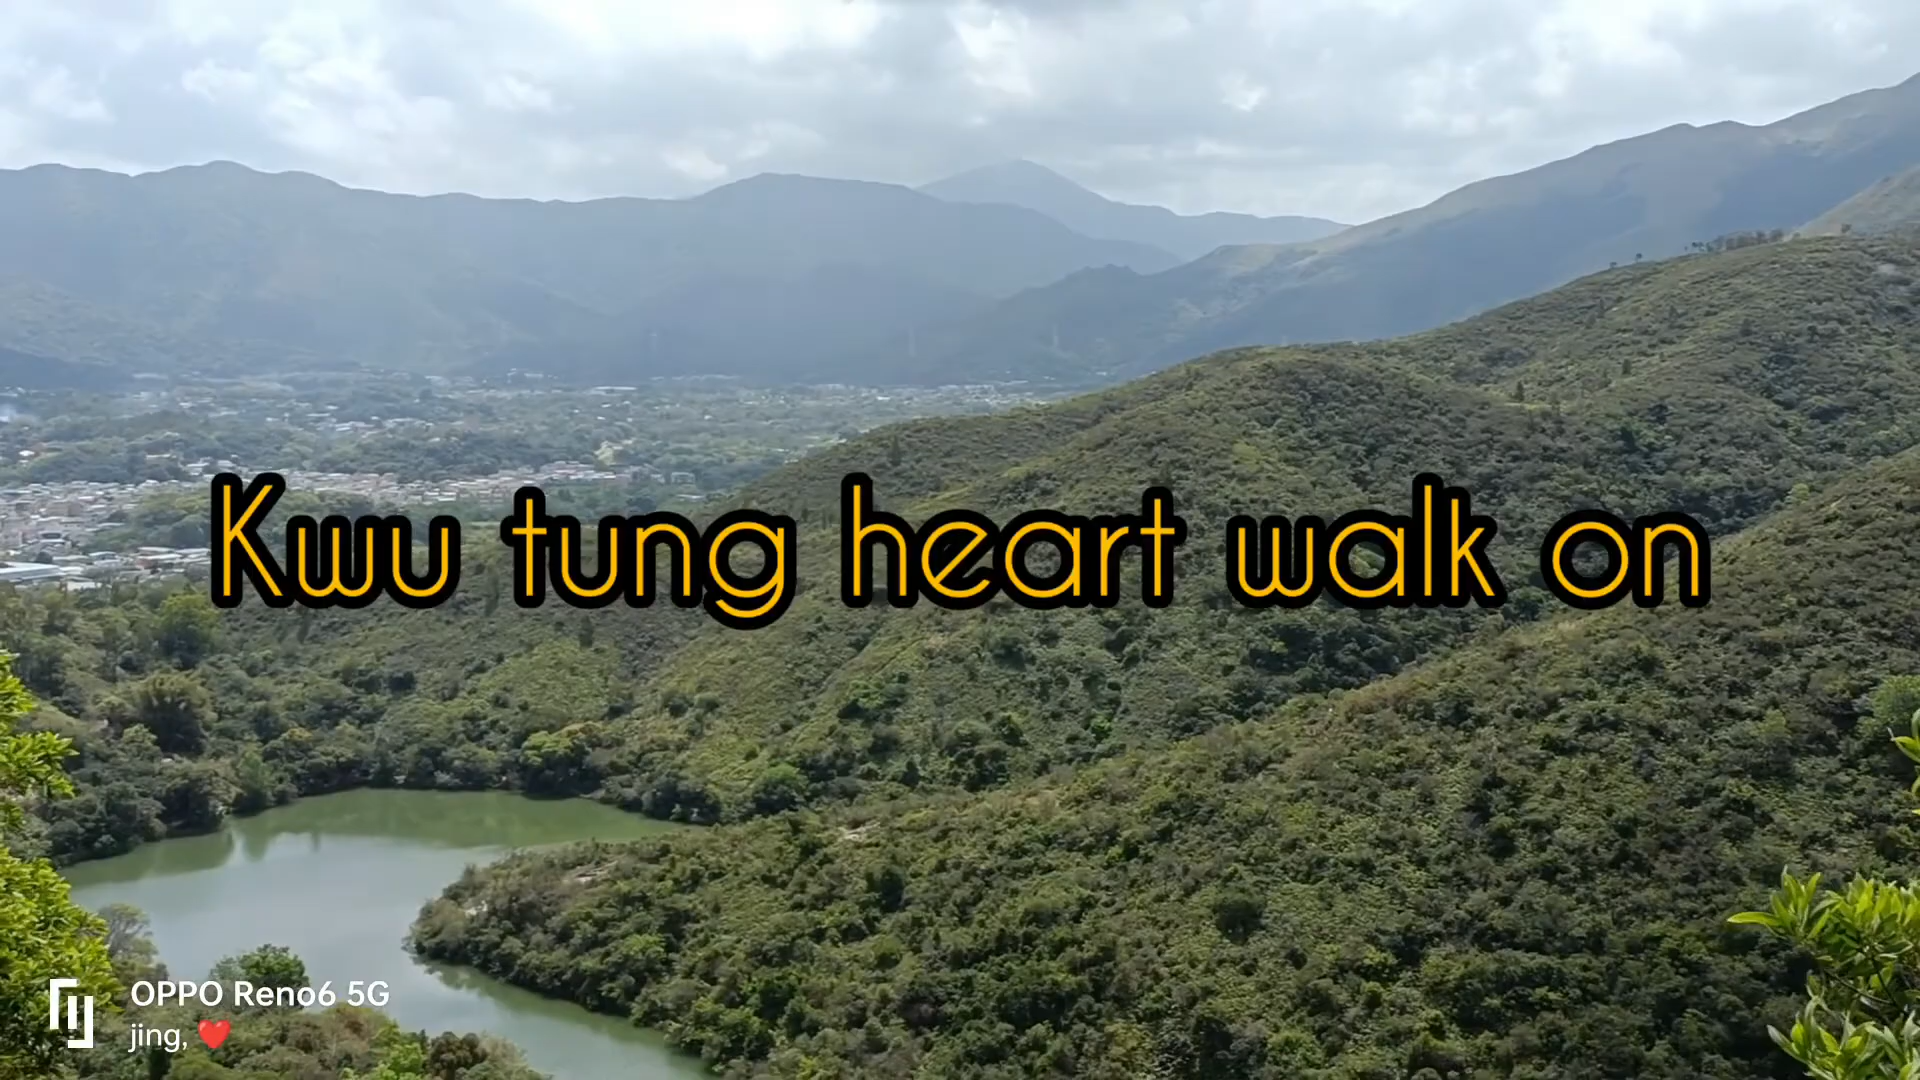 Kwu tung heart walk on
OPPO Reno6 5G
jing, ❤️